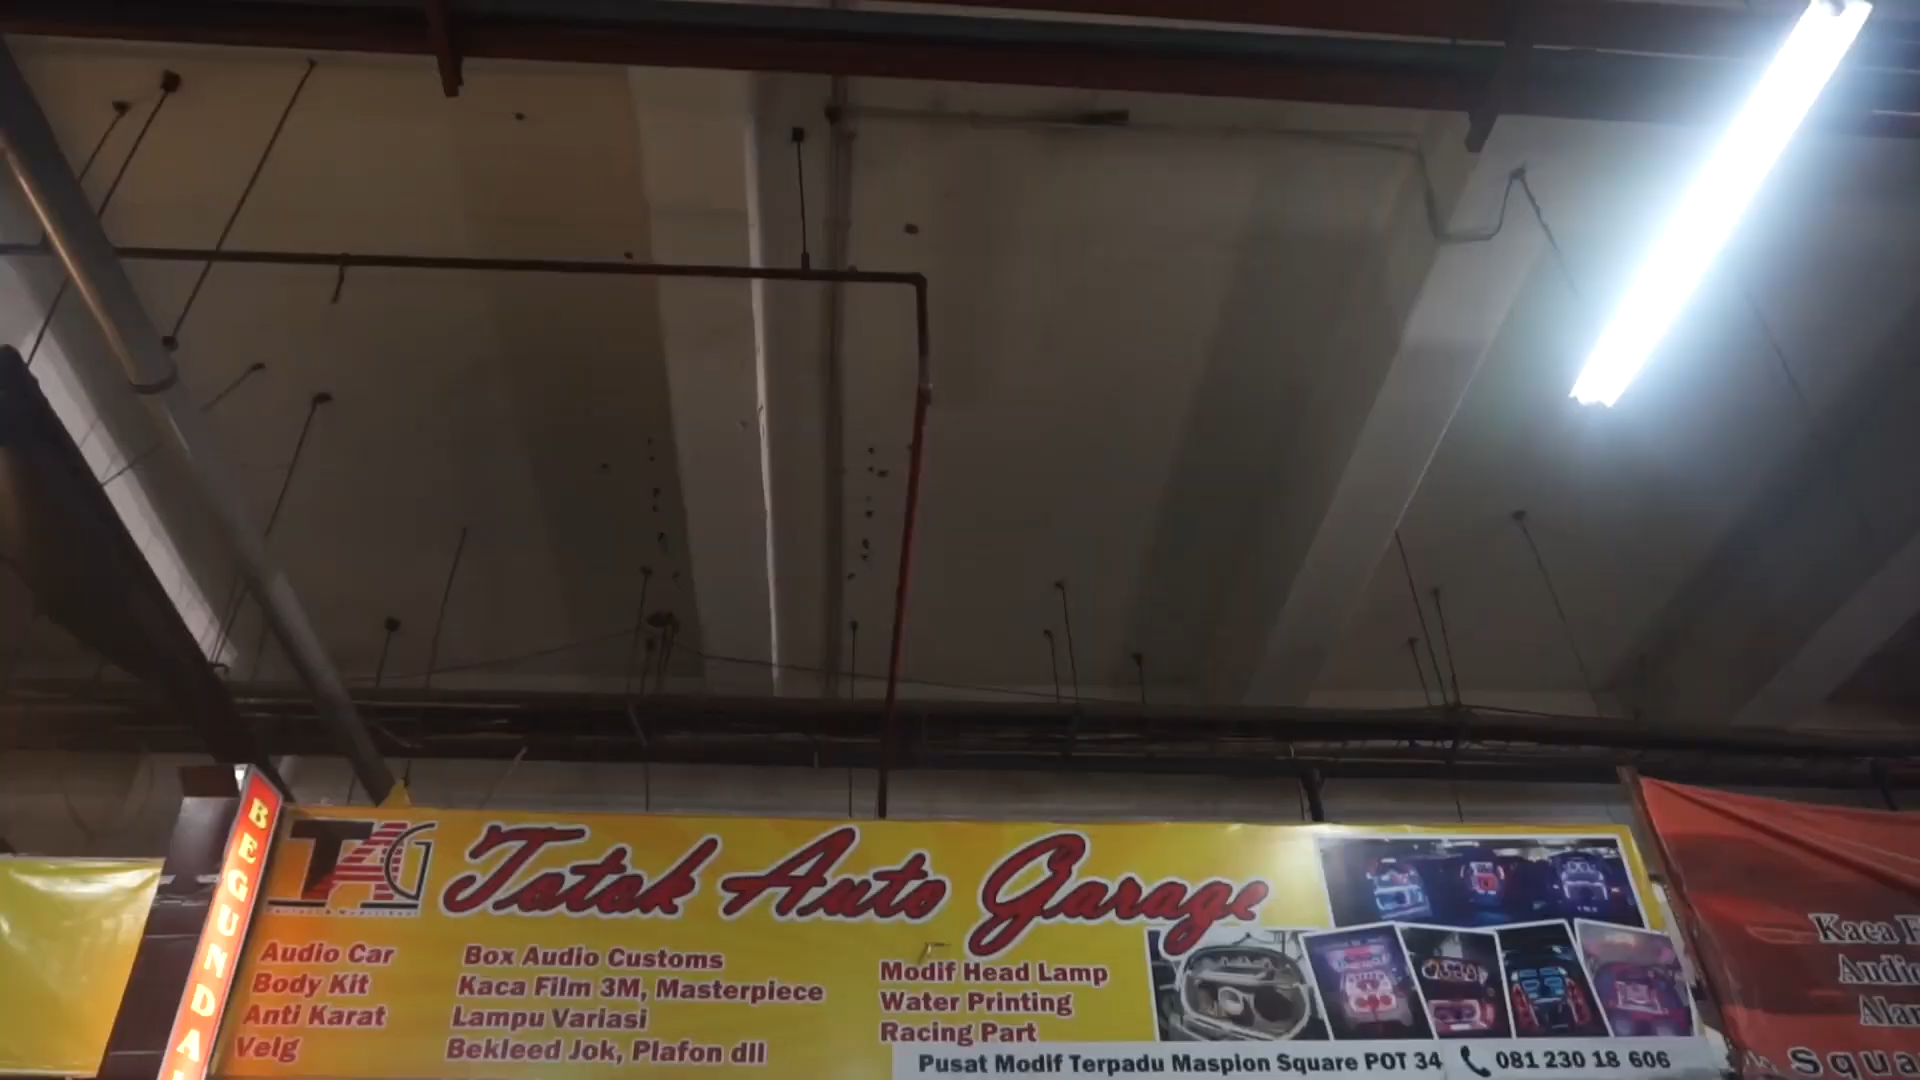 BEGUNDA
TAG
Tatak Auto Garage
Audio Car
Body Kit
Anti Karat
Velg
Box Audio Customs
Kaca Film 3M, Masterpiece
Lampu Variasi
Bekleed Jok, Plafon dll
Modif Head Lamp
Water Printing
Racing Part
Pusat Modif Terpadu Maspion Square POT 34 081 230 18 606
Kaca F
Audio
Alar
Squa